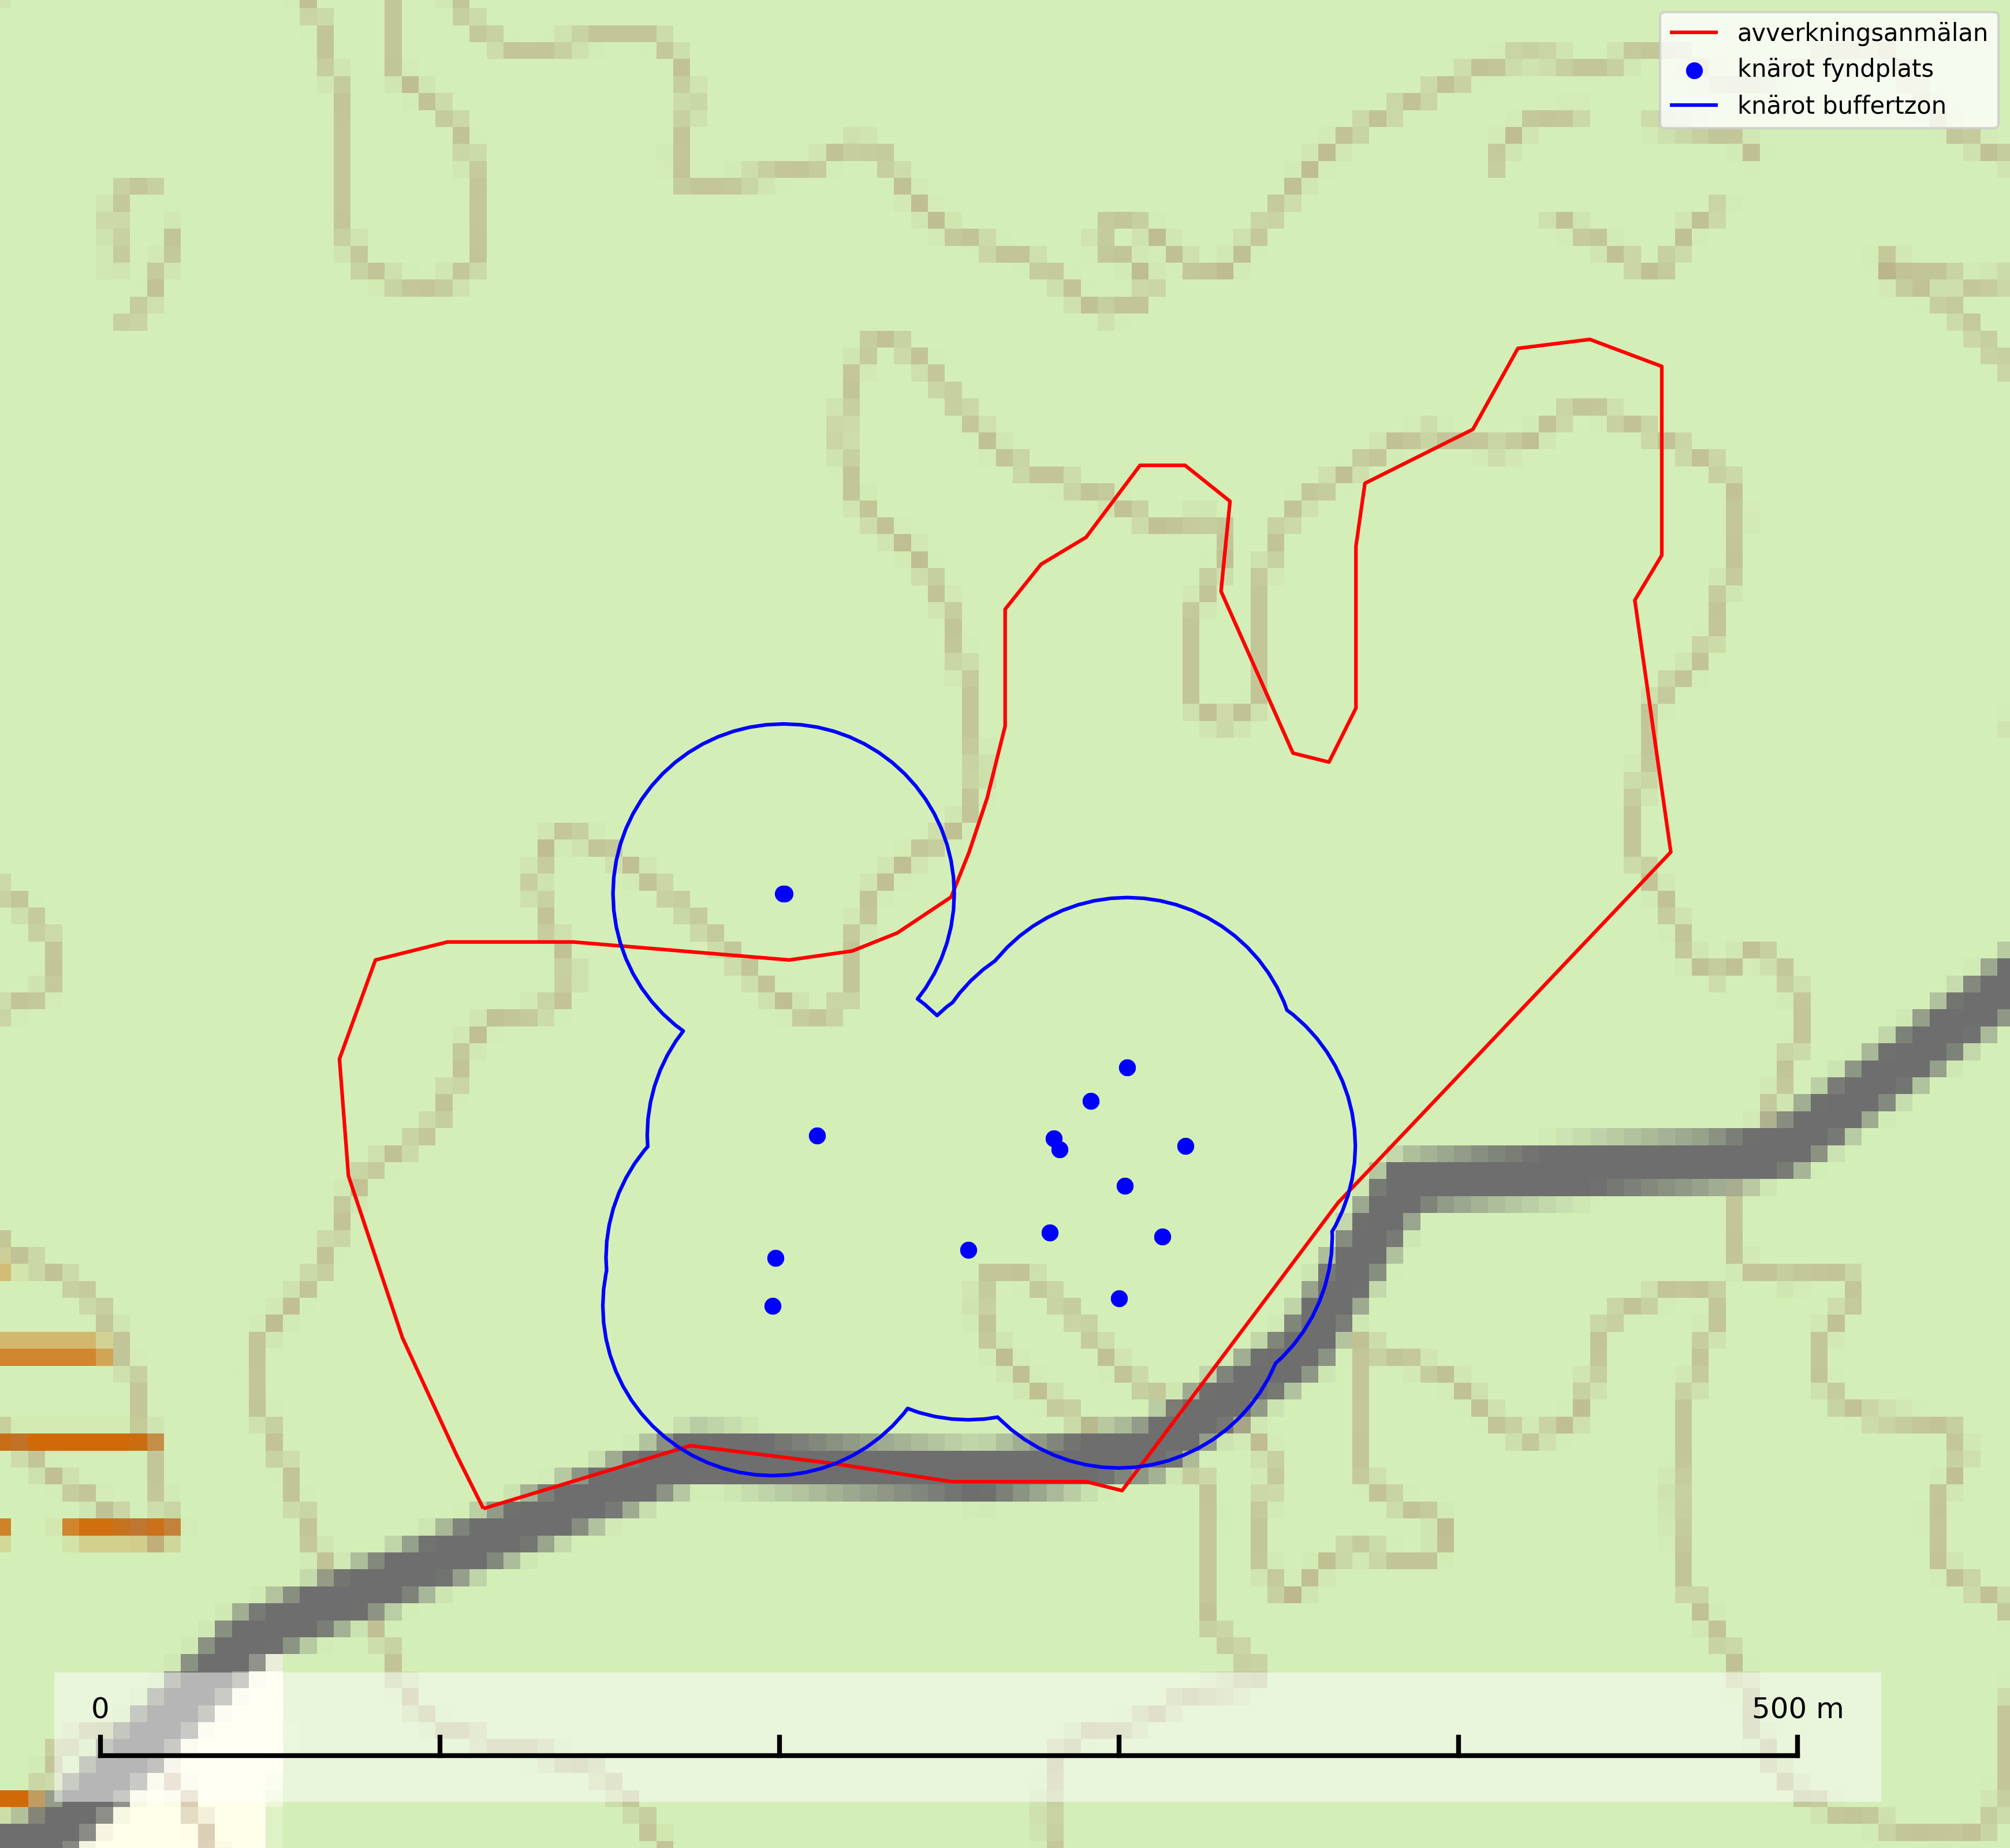 avverkningsanmälan
knärot fyndplats
knärot buffertzon
0
500 m